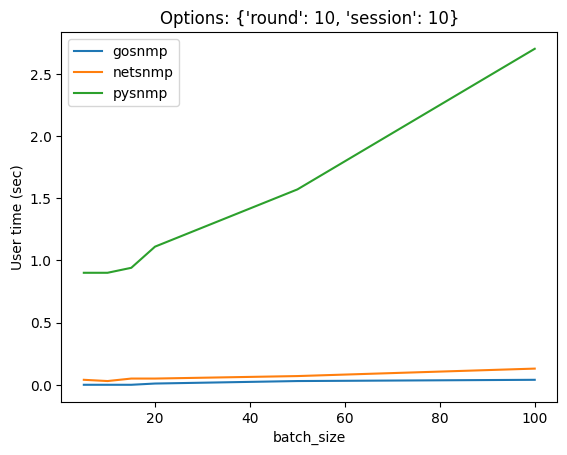 Options: {'round': 10, 'session': 10}
gosnmp
netsnmp
pysnmp
User time (sec)
2.5
2.0
1.5
1.0
0.5
0.0
20
40
60
80
100
batch_size